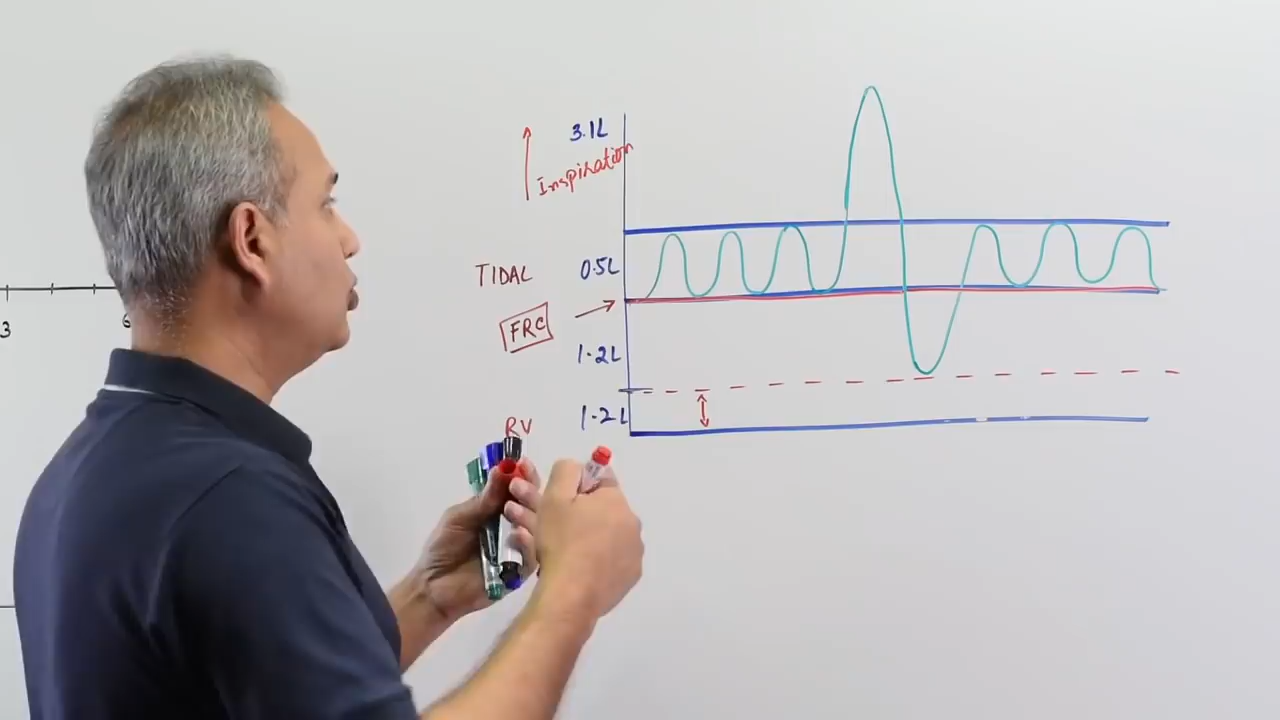 3.1L
Inspiration
TIDAL 0.5L
FRC
1.2L
RV 1.2L
3
6